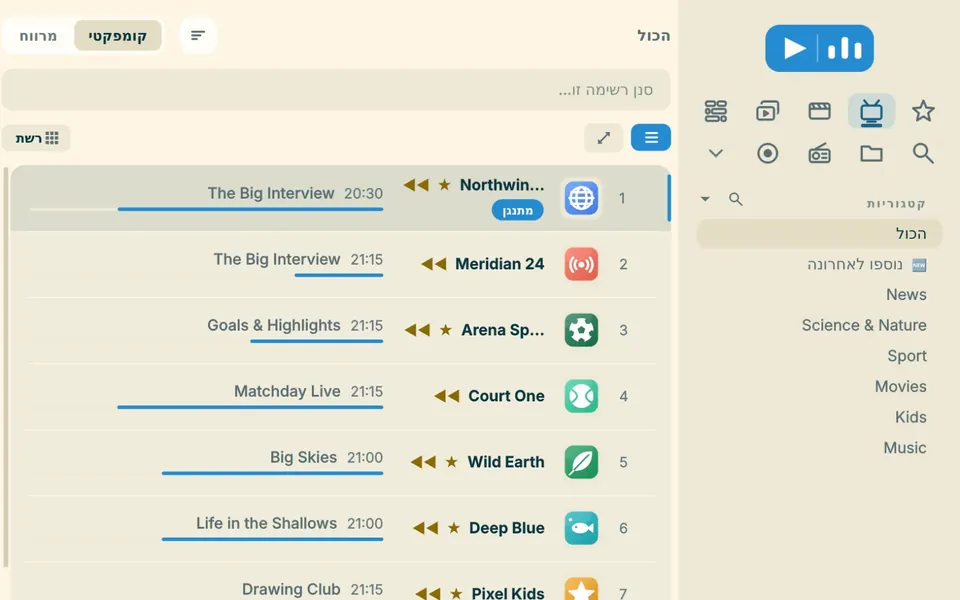 הכול
קומפקטי
מרווח
סנן רשימה זו...
רשת
1 Northwin... 20:30 The Big Interview
מתנגן
2 Meridian 24 21:15 The Big Interview
3 Arena Sp... 21:15 Goals & Highlights
4 Court One 21:15 Matchday Live
5 Wild Earth 21:00 Big Skies
6 Deep Blue 21:00 Life in the Shallows
7 Pixel Kids 21:15 Drawing Club
קטגוריות
הכול
🆕 נוספו לאחרונה
News
Science & Nature
Sport
Movies
Kids
Music